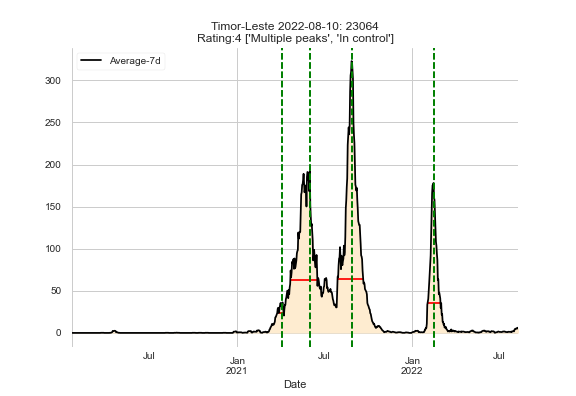 Timor-Leste 2022-08-10: 23064
Rating:4 ['Multiple peaks', 'In control']
Average-7d
300
250
200
150
100
50
0
Jul
Jan
2021
Jul
Jan
2022
Jul
Date